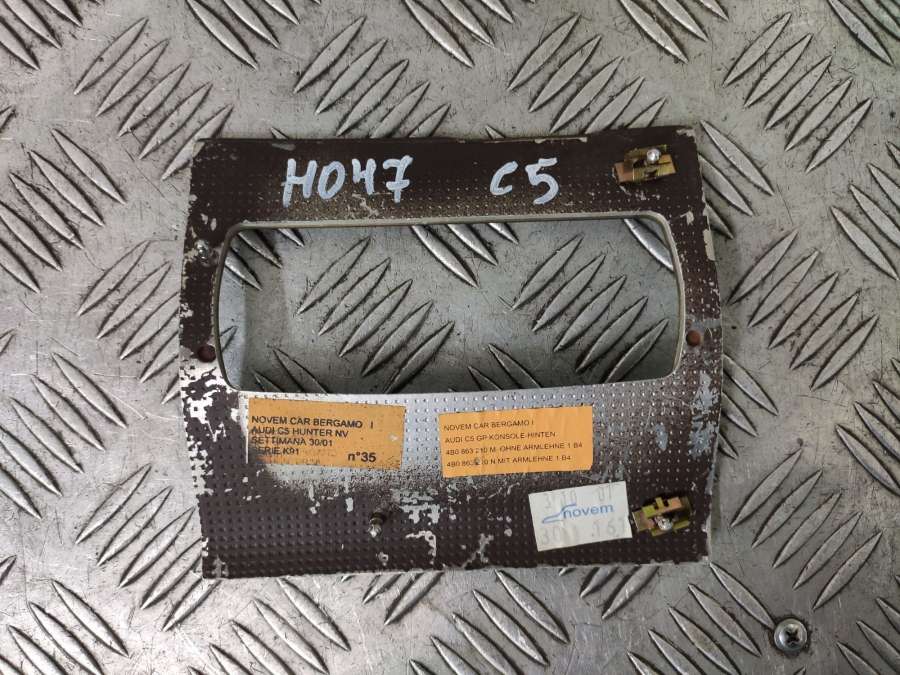 HO47 C5
NOVEM CAR BERGAMO I
AUDI C5 HUNTER NV
SETTIMANA 30/01
SERIE K91
n°35
NOVEM CAR BERGAMO I
AUDI C5 GP KONSOLE-HINTEN
4B0 863 210 M OHNE ARMLEHNE 1 B4
4B0 863 210 N MIT ARMLEHNE 1 B4
novem